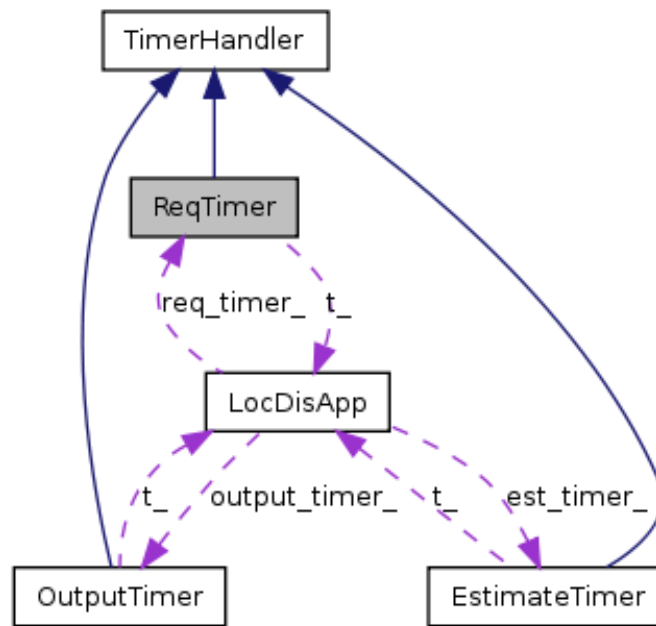 TimerHandler
ReqTimer
req_timer_
t_
LocDisApp
t_
output_timer_
t_
est_timer_
OutputTimer
EstimateTimer